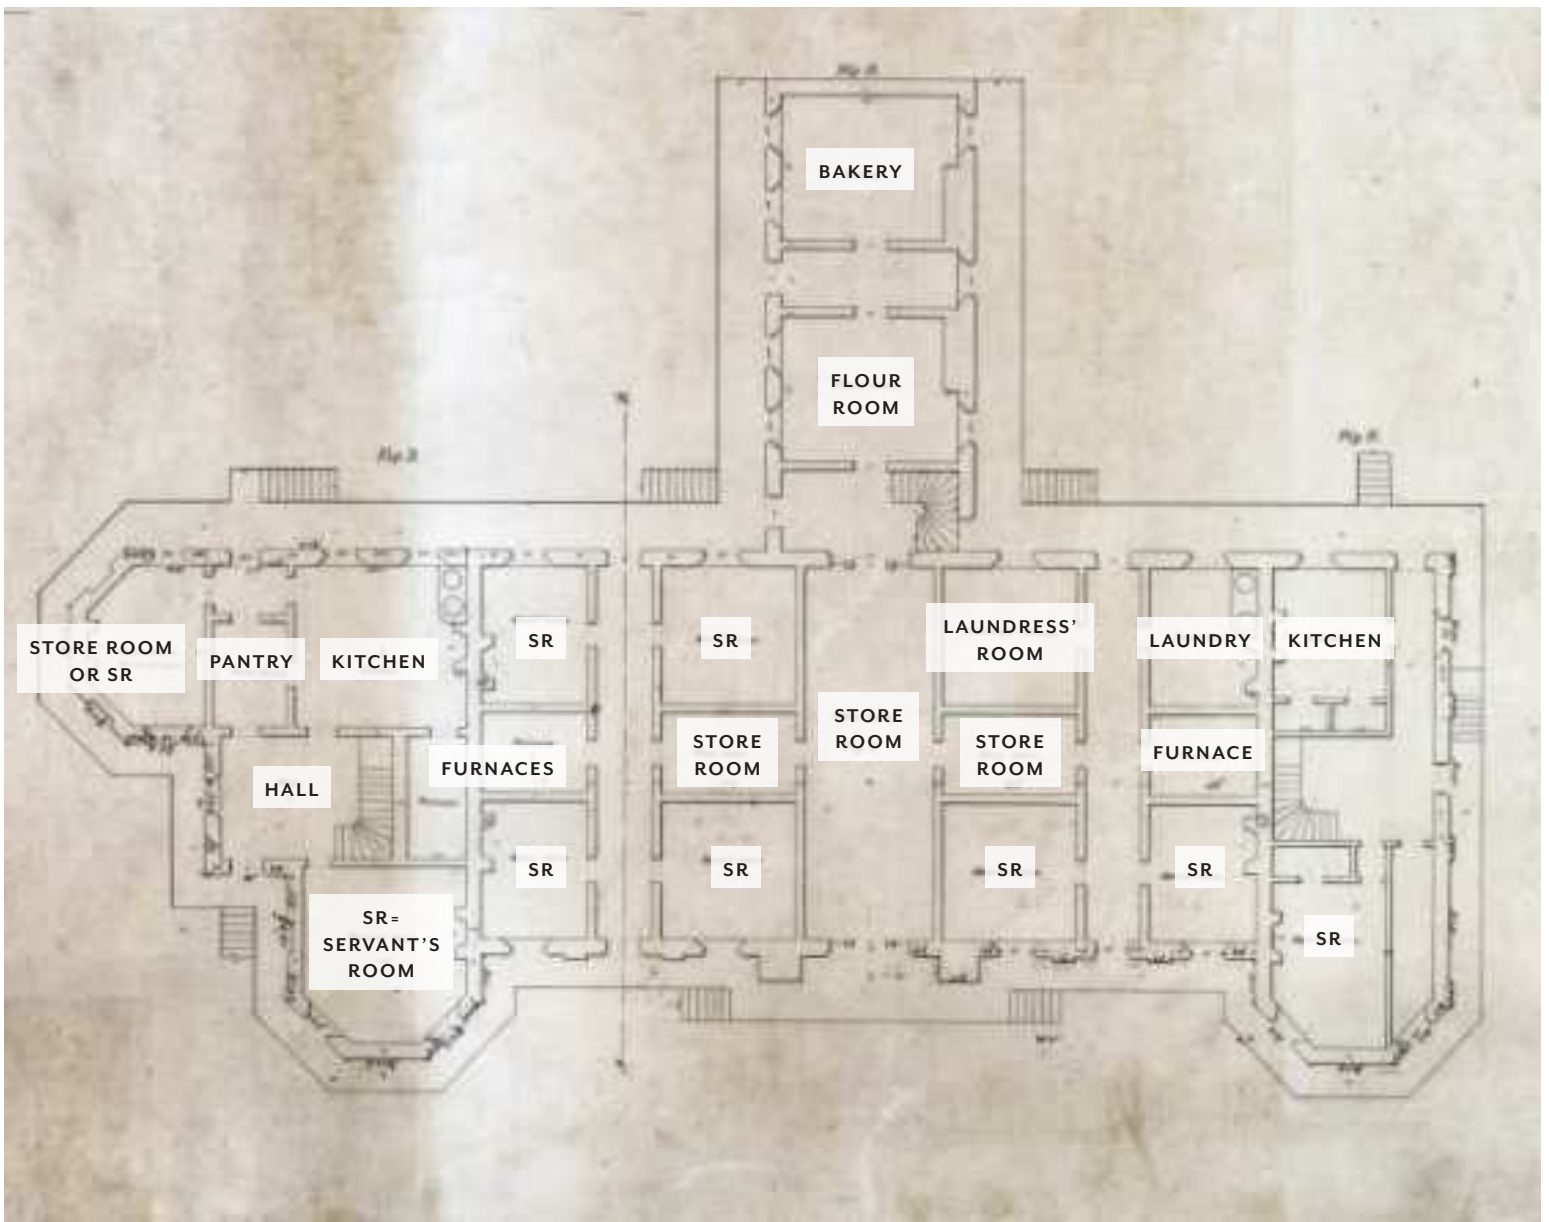 BAKERY
FLOUR
ROOM
STORE ROOM
OR SR
PANTRY
KITCHEN
SR
SR
LAUNDRESS’
ROOM
LAUNDRY
KITCHEN
HALL
FURNACES
STORE
ROOM
STORE
ROOM
STORE
ROOM
FURNACE
SR
SR
SR
SR
SR=
SERVANT’S
ROOM
SR